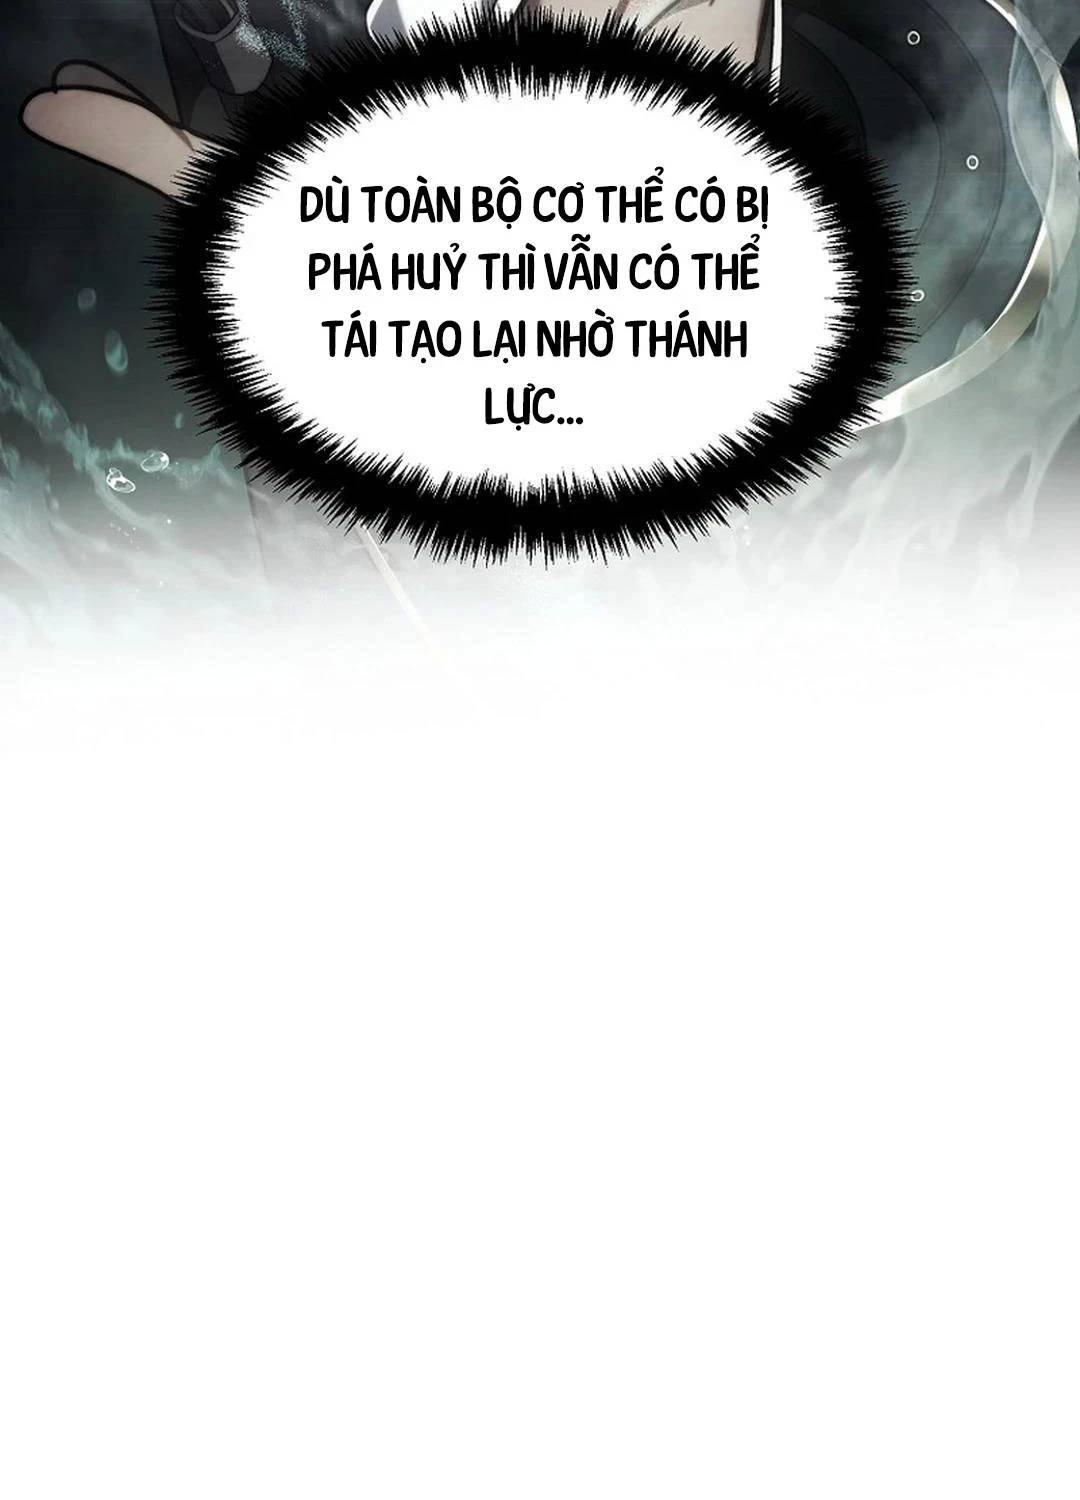 DÙ TOÀN BỘ CƠ THỂ CÓ BỊ
PHÁ HUỶ THÌ VẪN CÓ THỂ
TÁI TẠO LẠI NHỜ THÁNH
LỰC...